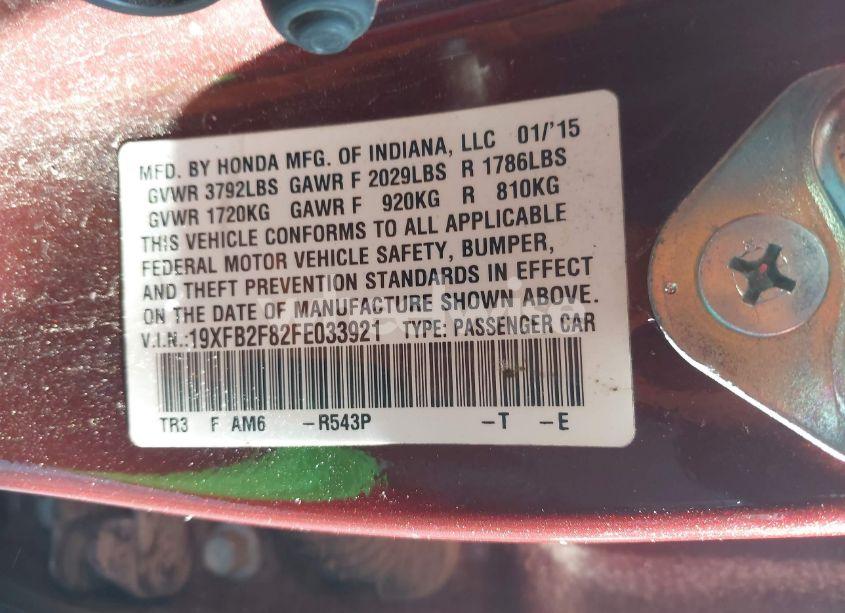 MFD. BY HONDA MFG. OF INDIANA, LLC 01/'15
GVWR 3792LBS GAWR F 2029LBS R 1786LBS
GVWR 1720KG GAWR F 920KG R 810KG
THIS VEHICLE CONFORMS TO ALL APPLICABLE
FEDERAL MOTOR VEHICLE SAFETY, BUMPER,
AND THEFT PREVENTION STANDARDS IN EFFECT
ON THE DATE OF MANUFACTURE SHOWN ABOVE.
V.I.N.:19XFB2F82FE033921 TYPE: PASSENGER CAR
TR3 F AM6 -R543P -T -E